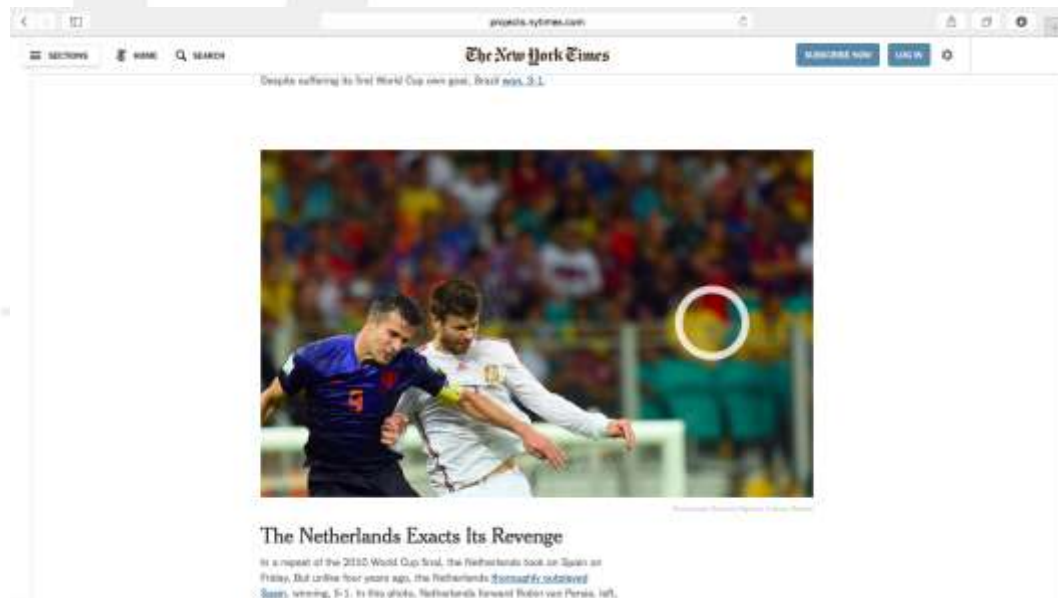 projects.nytimes.com
SECTIONS HOME SEARCH The New York Times SUBSCRIBE NOW LOG IN
Despite suffering its first World Cup own goal, Brazil won, 3-1.
9
The Netherlands Exacts Its Revenge
In a repeat of the 2010 World Cup final, the Netherlands took on Spain on
Friday. But unlike four years ago, the Netherlands thoroughly outplayed
Spain, winning, 5-1. In this photo, Netherlands forward Robin van Persie, left,